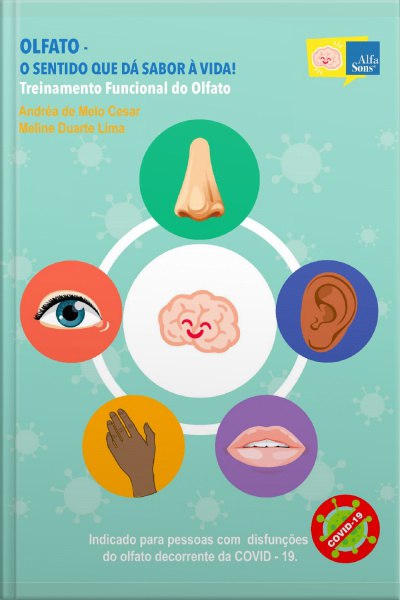 OLFATO -
O SENTIDO QUE DÁ SABOR À VIDA!
Treinamento Funcional do Olfato
Andréa de Melo Cesar
Meline Duarte Lima
Alfa
Sons
COVID-19
Indicado para pessoas com disfunções
do olfato decorrente da COVID - 19.